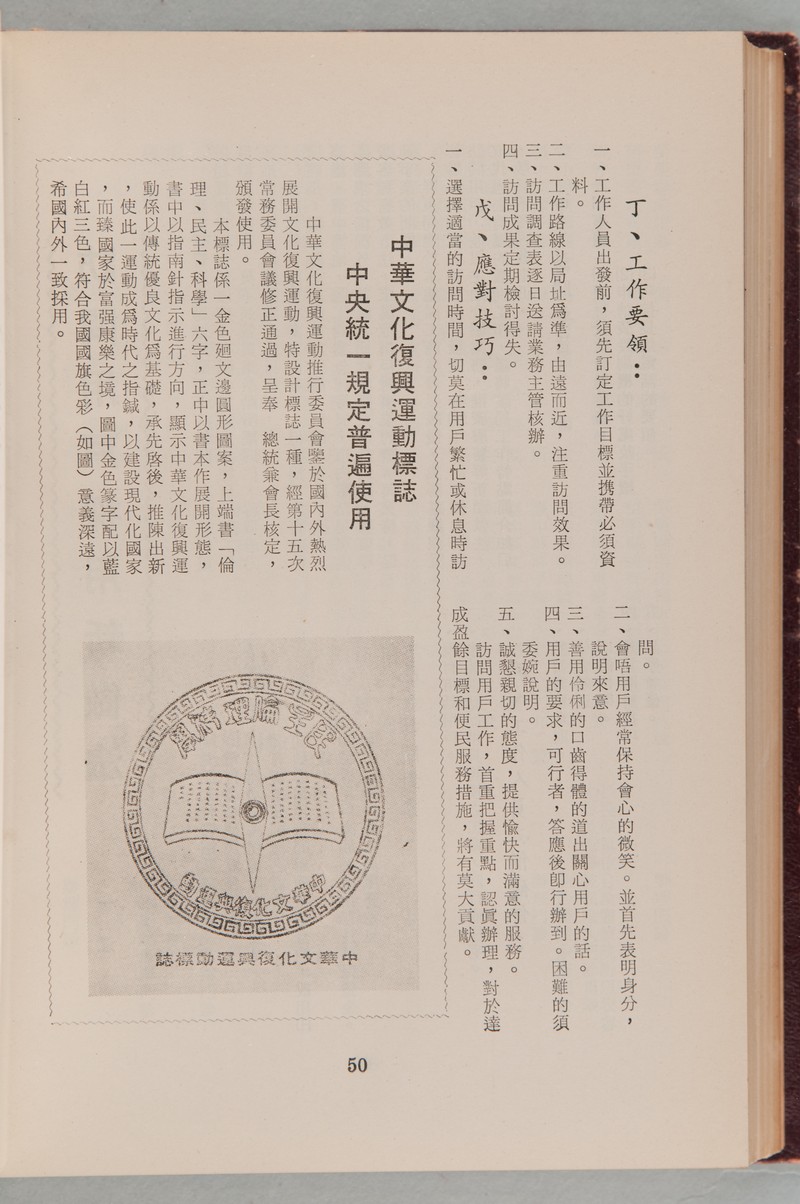 丁、工作要領：
一、工作人員出發前，須先訂定工作目標並携帶必須資
料。
二、工作路線以局址爲準，由遠而近，注重訪問效果。
三、訪問調查表逐日送請業務主管核辦。
四、訪問成果定期檢討得失。
戊、應對技巧：
一、選擇適當的訪問時間，切莫在用戶繁忙或休息時訪
問。
二、會晤用戶經常保持會心的微笑。並首先表明身分，
說明來意。
三、善用伶俐的口齒得體的道出關心用戶的話。
四、用戶的要求，可行者，答應後卽行辦到。困難的須
委婉說明。
五、誠懇親切的態度，提供愉快而滿意的服務。
訪問用戶工作，首重把握重點，認眞辦理，對於達
成盈餘目標和便民服務措施，將有莫大貢獻。
中華文化復興運動標誌
中央統一規定普遍使用
中華文化復興運動推行委員會鑒於國內外熱烈
展開文化復興運動，特設計標誌一種，經第十五次
常務委員會議修正通過，呈奉　總統兼會長核定，
頒發使用。
本標誌係一金色廻文邊圓形圖案，上端書「倫
理、民主、科學」六字，正中以書本作展開形態，
書中以指南針指示進行方向，顯示中華文化復興運
動係以傳統優良文化爲基礎，承先啓後，推陳出新
，使此一運動成爲時代之指鍼，以建設現代化國家
，而臻國家於富强康樂之境，圖中金色篆字配以藍
白紅三色，符合我國國旗色彩（如圖）意義深遠，
希國內外一致採用。
中華文化復興運動
中華文化復興運動標誌
50